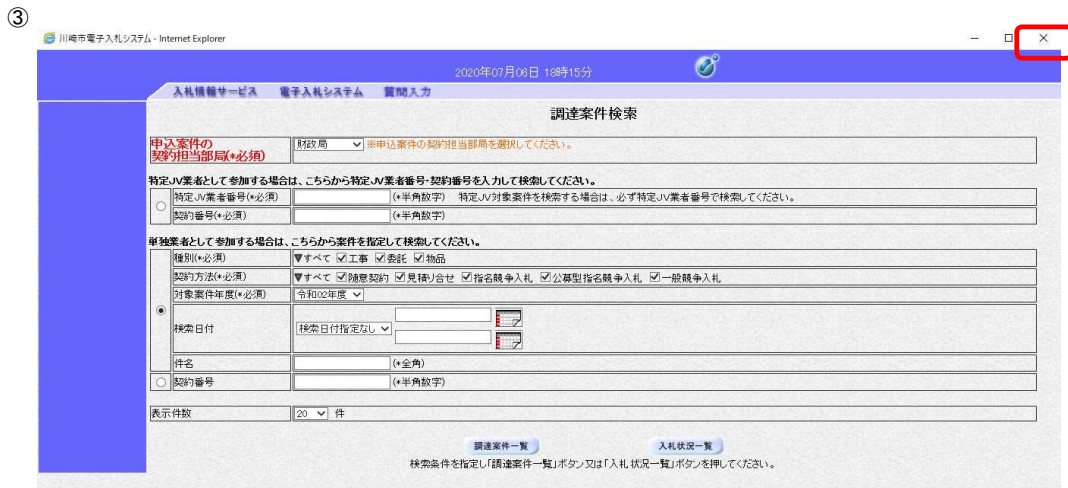 ③
川崎市電子入札システム - Internet Explorer
2020年07月06日 18時15分
入札情報サービス 電子入札システム 質問入力
調達案件検索
申込案件の
契約担当部局(*必須)
財政局 ※申込案件の契約担当部局を選択してください。
特定JV業者として参加する場合は、こちらから特定JV業者番号・契約番号を入力して検索してください。
特定JV業者番号(*必須) (*半角数字) 特定JV対象案件を検索する場合は、必ず特定JV業者番号で検索してください。
契約番号(*必須) (*半角数字)
単独業者として参加する場合は、こちらから案件を指定して検索してください。
種別(*必須) ▼すべて ☑工事 ☑委託 ☑物品
契約方法(*必須) ▼すべて ☑随意契約 ☑見積り合せ ☑指名競争入札 ☑公募型指名競争入札 ☑一般競争入札
対象案件年度(*必須) 令和02年度
検索日付 検索日付指定なし
件名 (*全角)
契約番号 (*半角数字)
表示件数 20 件
調達案件一覧 入札状況一覧
検索条件を指定し「調達案件一覧」ボタン又は「入札状況一覧」ボタンを押してください。